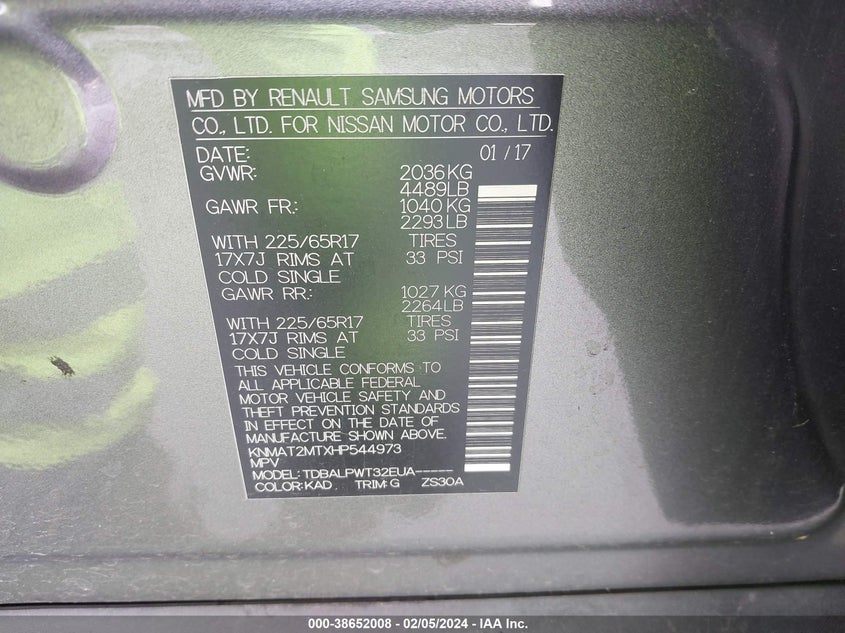 MFD BY RENAULT SAMSUNG MOTORS
CO., LTD. FOR NISSAN MOTOR CO., LTD.
DATE: 01 / 17
GVWR: 2036 KG
4489 LB
GAWR FR.: 1040 KG
2293 LB
WITH 225/65R17 TIRES
17X7J RIMS AT 33 PSI
COLD SINGLE
GAWR RR.: 1027 KG
2264 LB
WITH 225/65R17 TIRES
17X7J RIMS AT 33 PSI
COLD SINGLE
THIS VEHICLE CONFORMS TO
ALL APPLICABLE FEDERAL
MOTOR VEHICLE SAFETY AND
THEFT PREVENTION STANDARDS
IN EFFECT ON THE DATE OF
MANUFACTURE SHOWN ABOVE.
KNMAT2MTXHP544973
MPV
MODEL: TDBALPWT32EUA-----
COLOR: KAD TRIM: G ZS30A
000-38652008 - 02/05/2024 - IAA Inc.